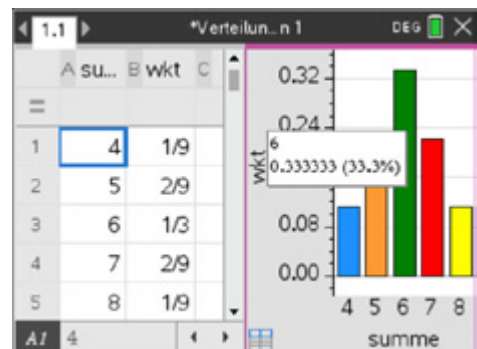 1.1 *Verteilun... n 1 DEG
A su... B wkt C
=
1 4 1/9
2 5 2/9
3 6 1/3
4 7 2/9
5 8 1/9
A1 4
wkt
0.32
0.24
0.08
0.00
6
0.333333 (33.3%)
4 5 6 7 8
summe